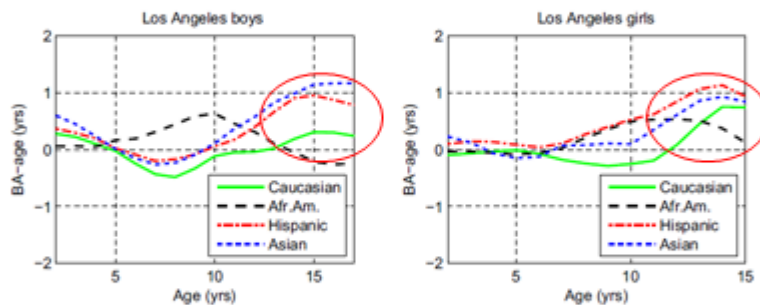 Los Angeles boys
2
1
0
−1
−2
BA-age (yrs)
Caucasian
Afr.Am.
Hispanic
Asian
5 10 15
Age (yrs)
Los Angeles girls
2
1
0
−1
−2
BA-age (yrs)
Caucasian
Afr.Am.
Hispanic
Asian
5 10 15
Age (yrs)